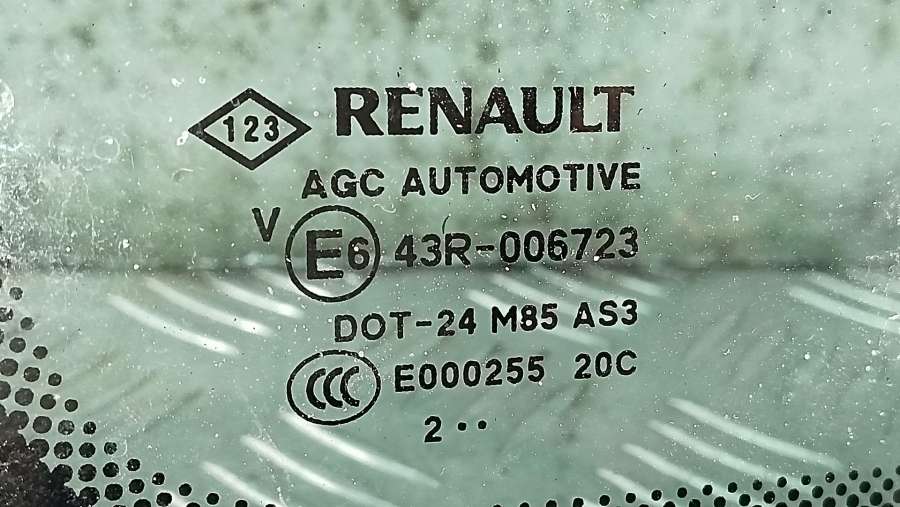 123 RENAULT
AGC AUTOMOTIVE
V E6 43R-006723
DOT-24 M85 AS3
CCC E000255 20C
2 ••